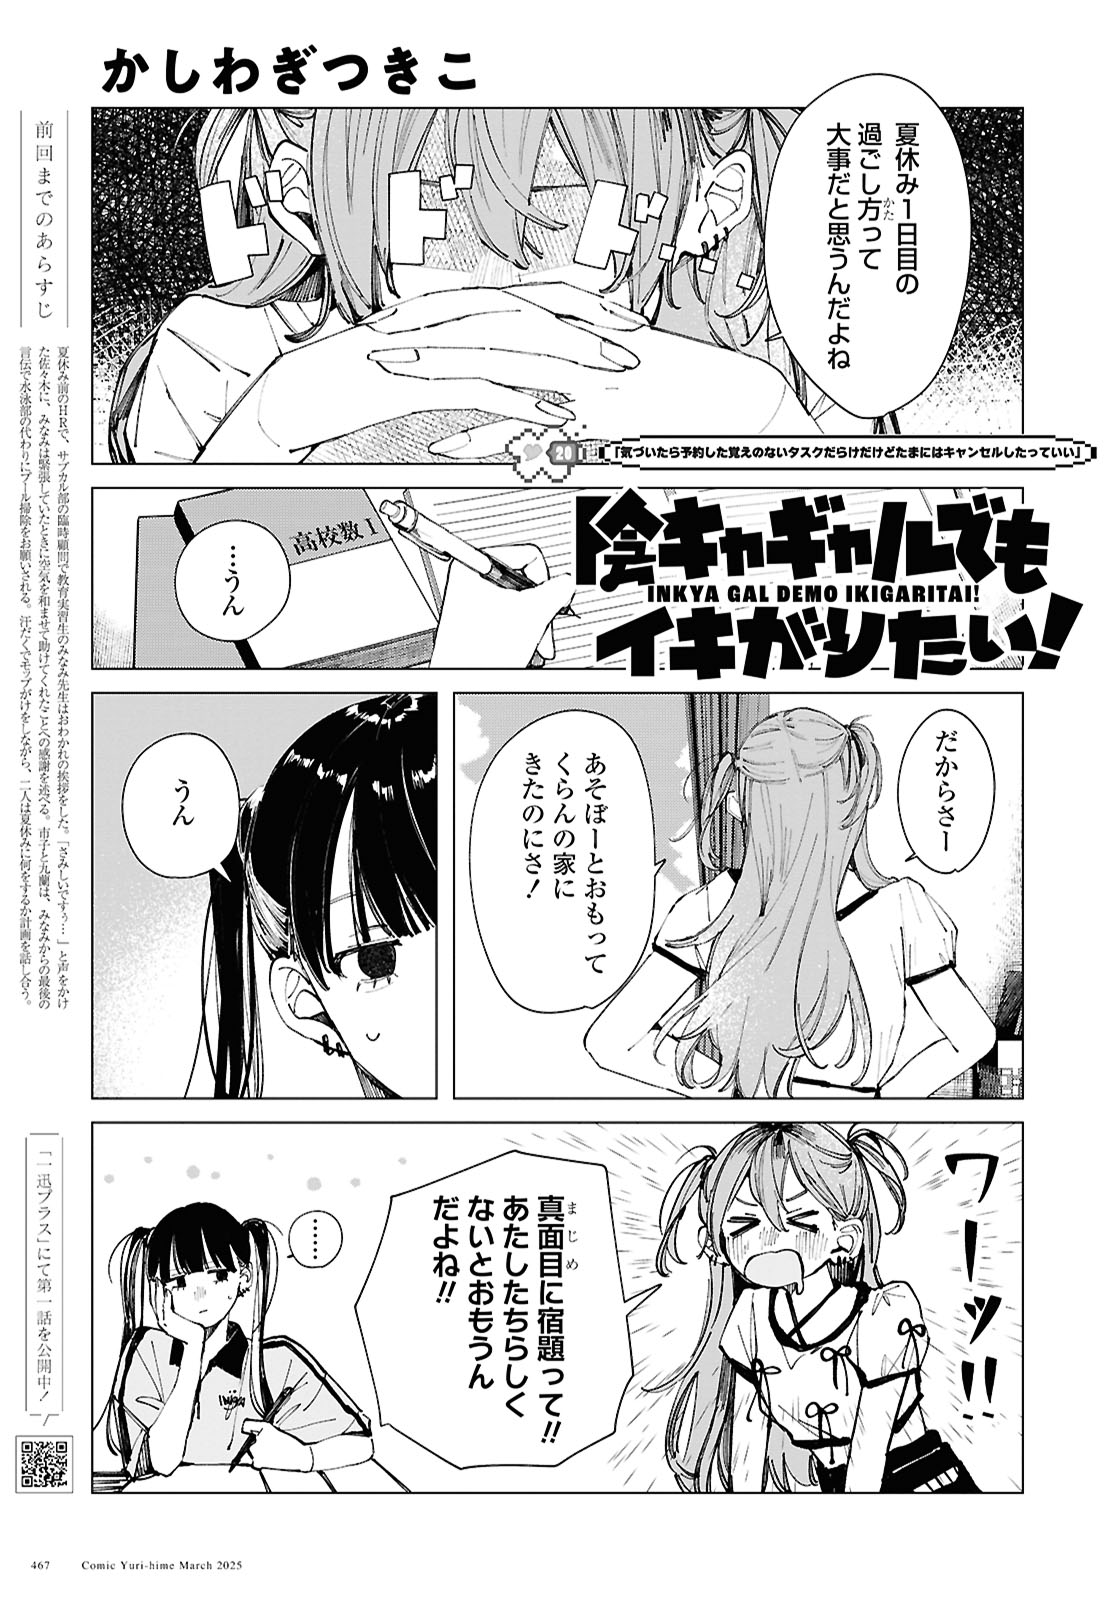 かしわぎつきこ
夏休み1日目の
過ごし方って
かた
大事だと思うんだよね
ト
ト
ト
20
「気づいたら予約した覚えのないタスクだらけだけどたまにはキャンセルしたっていい」
陰キャギャルでも
INKYA GAL DEMO IKIGARITAI!
イキがりたい!
高校数I
…うん
だからさー
あそぼーとおもって
くらんの家に
きたのにさ!
うん
ワーーッ!!
真面目に宿題って!!
まじめ
あたしたちらしく
ないとおもうん
だよね!!
……
前回までのあらすじ
夏休み前のHRで、サブカル部の臨時顧問で教育実習生のみなみ先生はおわかれの挨拶をした。「さみしいですぅ…」と声をかけ
た佐々木に、みなみは緊張していたときに空気を和ませて助けてくれたことへの感謝を述べる。市子と九蘭は、みなみからの最後の
言伝で水泳部の代わりにプール掃除をお願いされる。汗だくでモップがけをしながら、二人は夏休みに何をするか計画を話し合う。
「一迅プラス」にて第一話を公開中!
467
Comic Yuri-hime March 2025